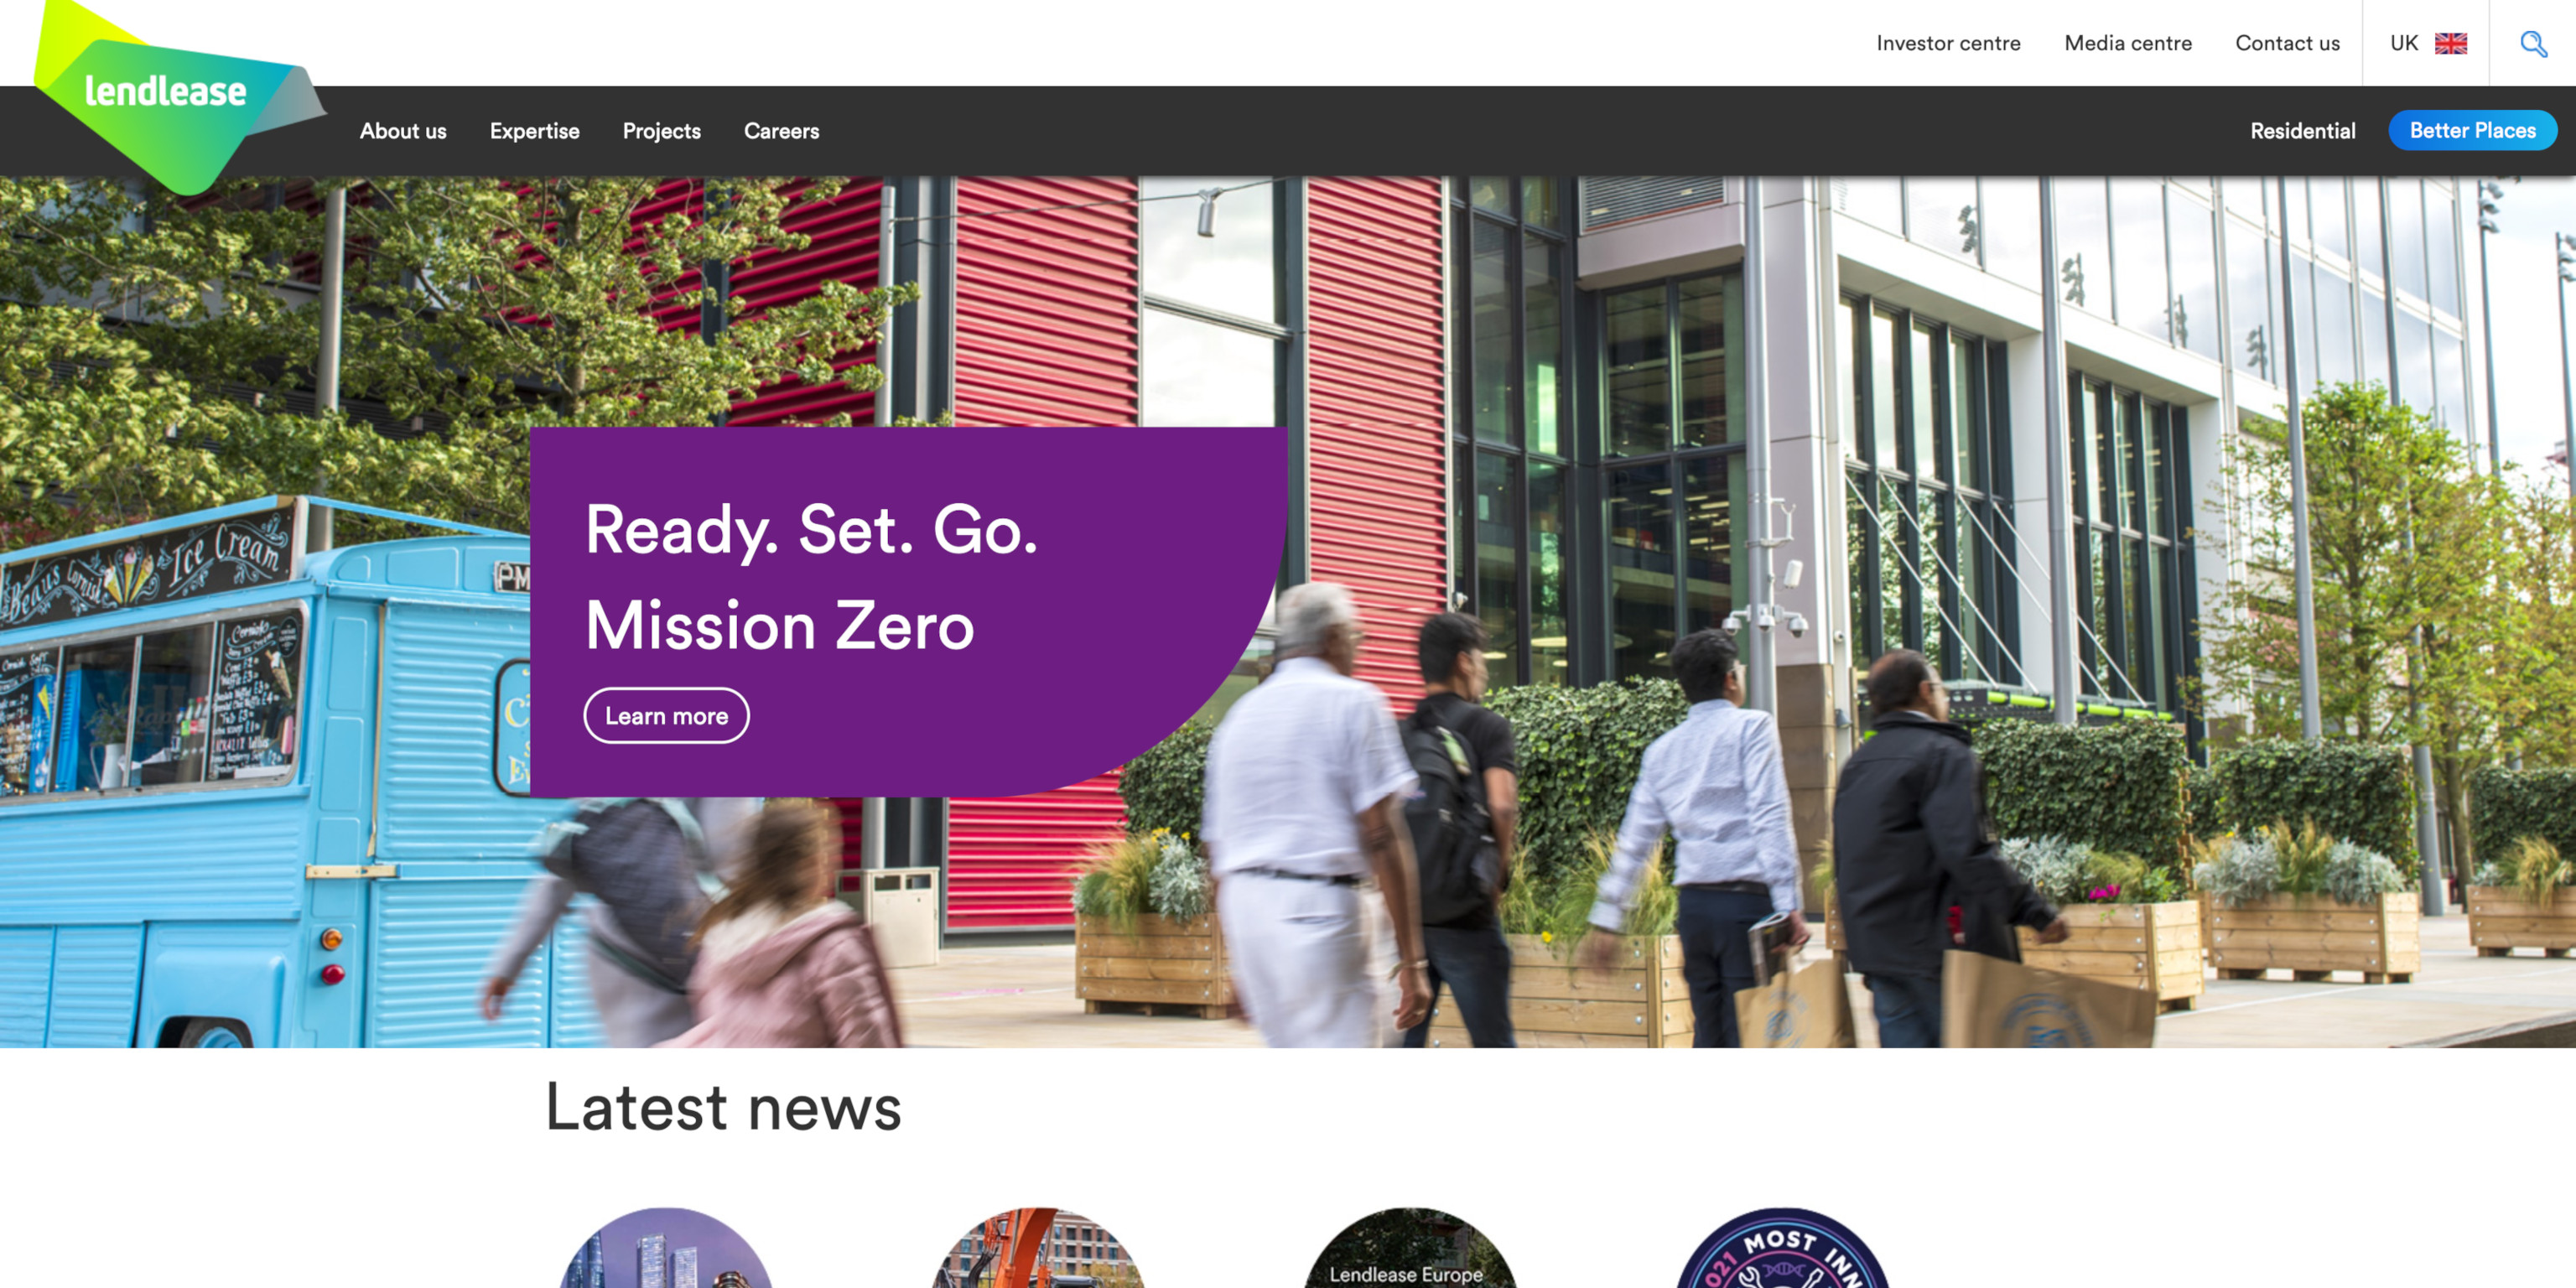 Investor centre
Media centre
Contact us
UK
lendlease
About us
Expertise
Projects
Careers
Residential
Better Places
Ice Cream
Ready. Set. Go.
Mission Zero
Learn more
Latest news
Lendlease Europe
2021 MOST INN